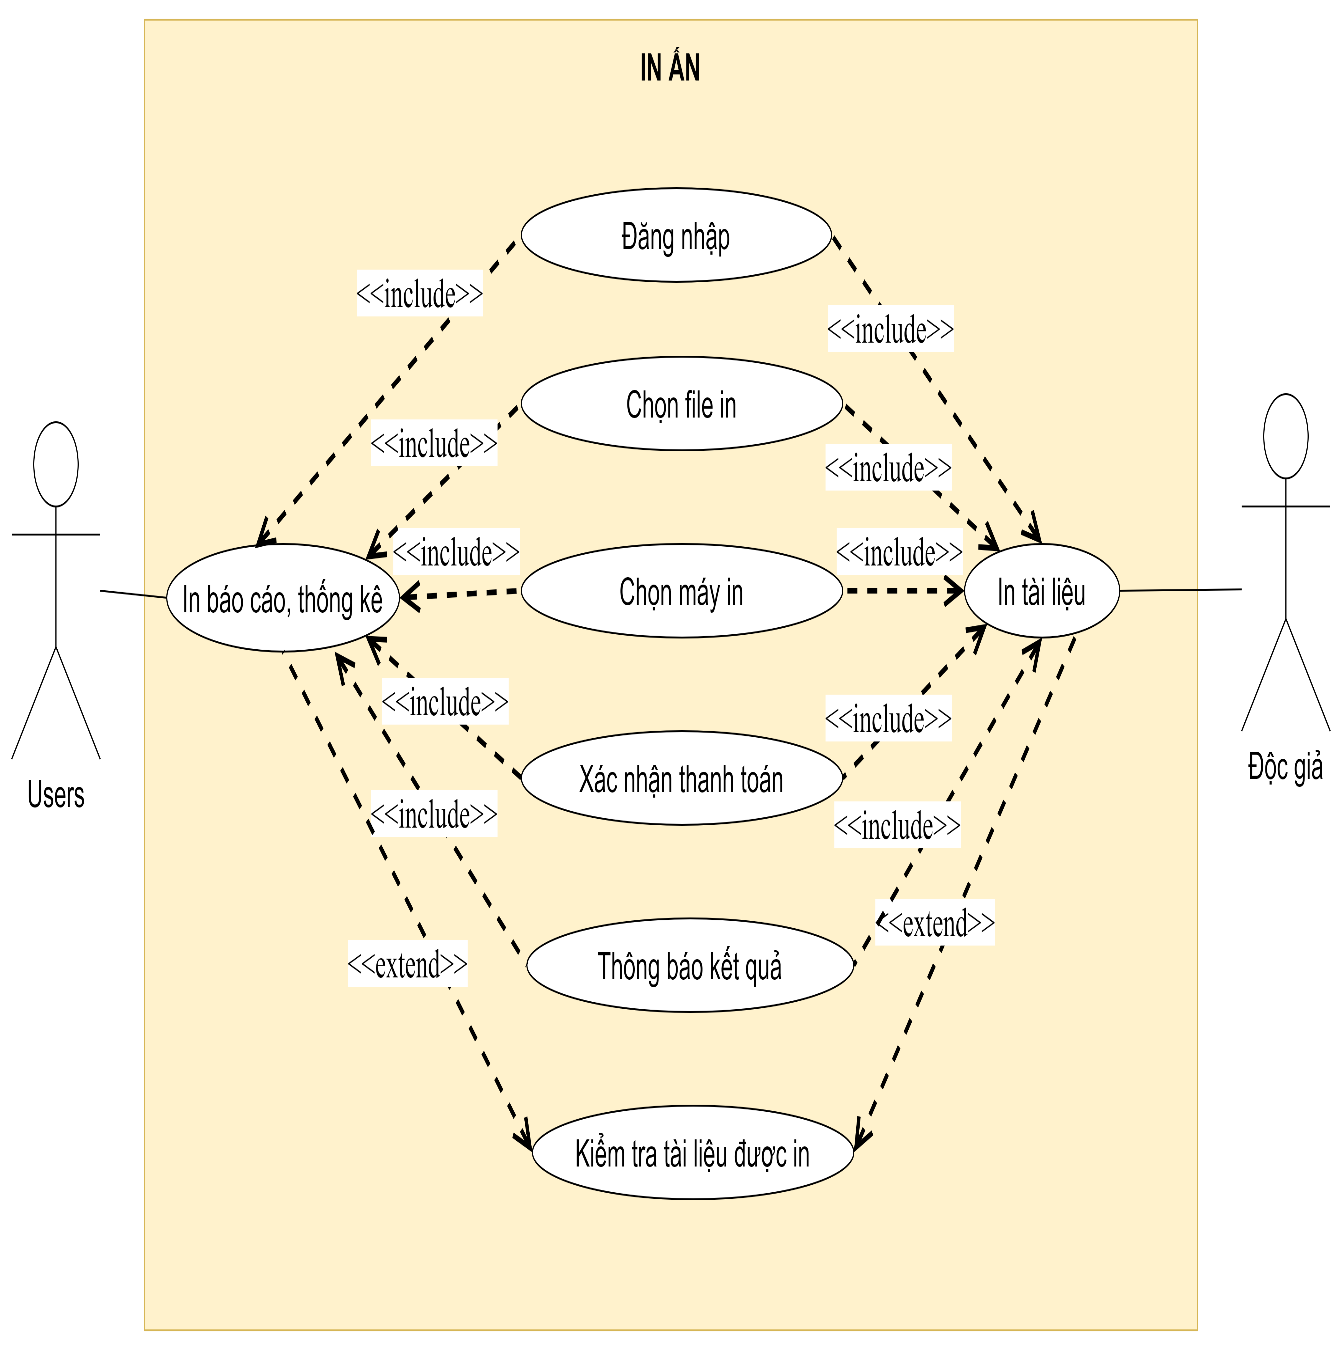 IN ẤN
Đăng nhập
<<include>>
<<include>>
Chọn file in
<<include>>
<<include>>
<<include>>
<<include>>
Chọn máy in
In báo cáo, thống kê
In tài liệu
<<include>>
<<include>>
Xác nhận thanh toán
Users
Độc giả
<<include>>
<<include>>
Thông báo kết quả
<<extend>>
<<extend>>
Kiểm tra tài liệu được in